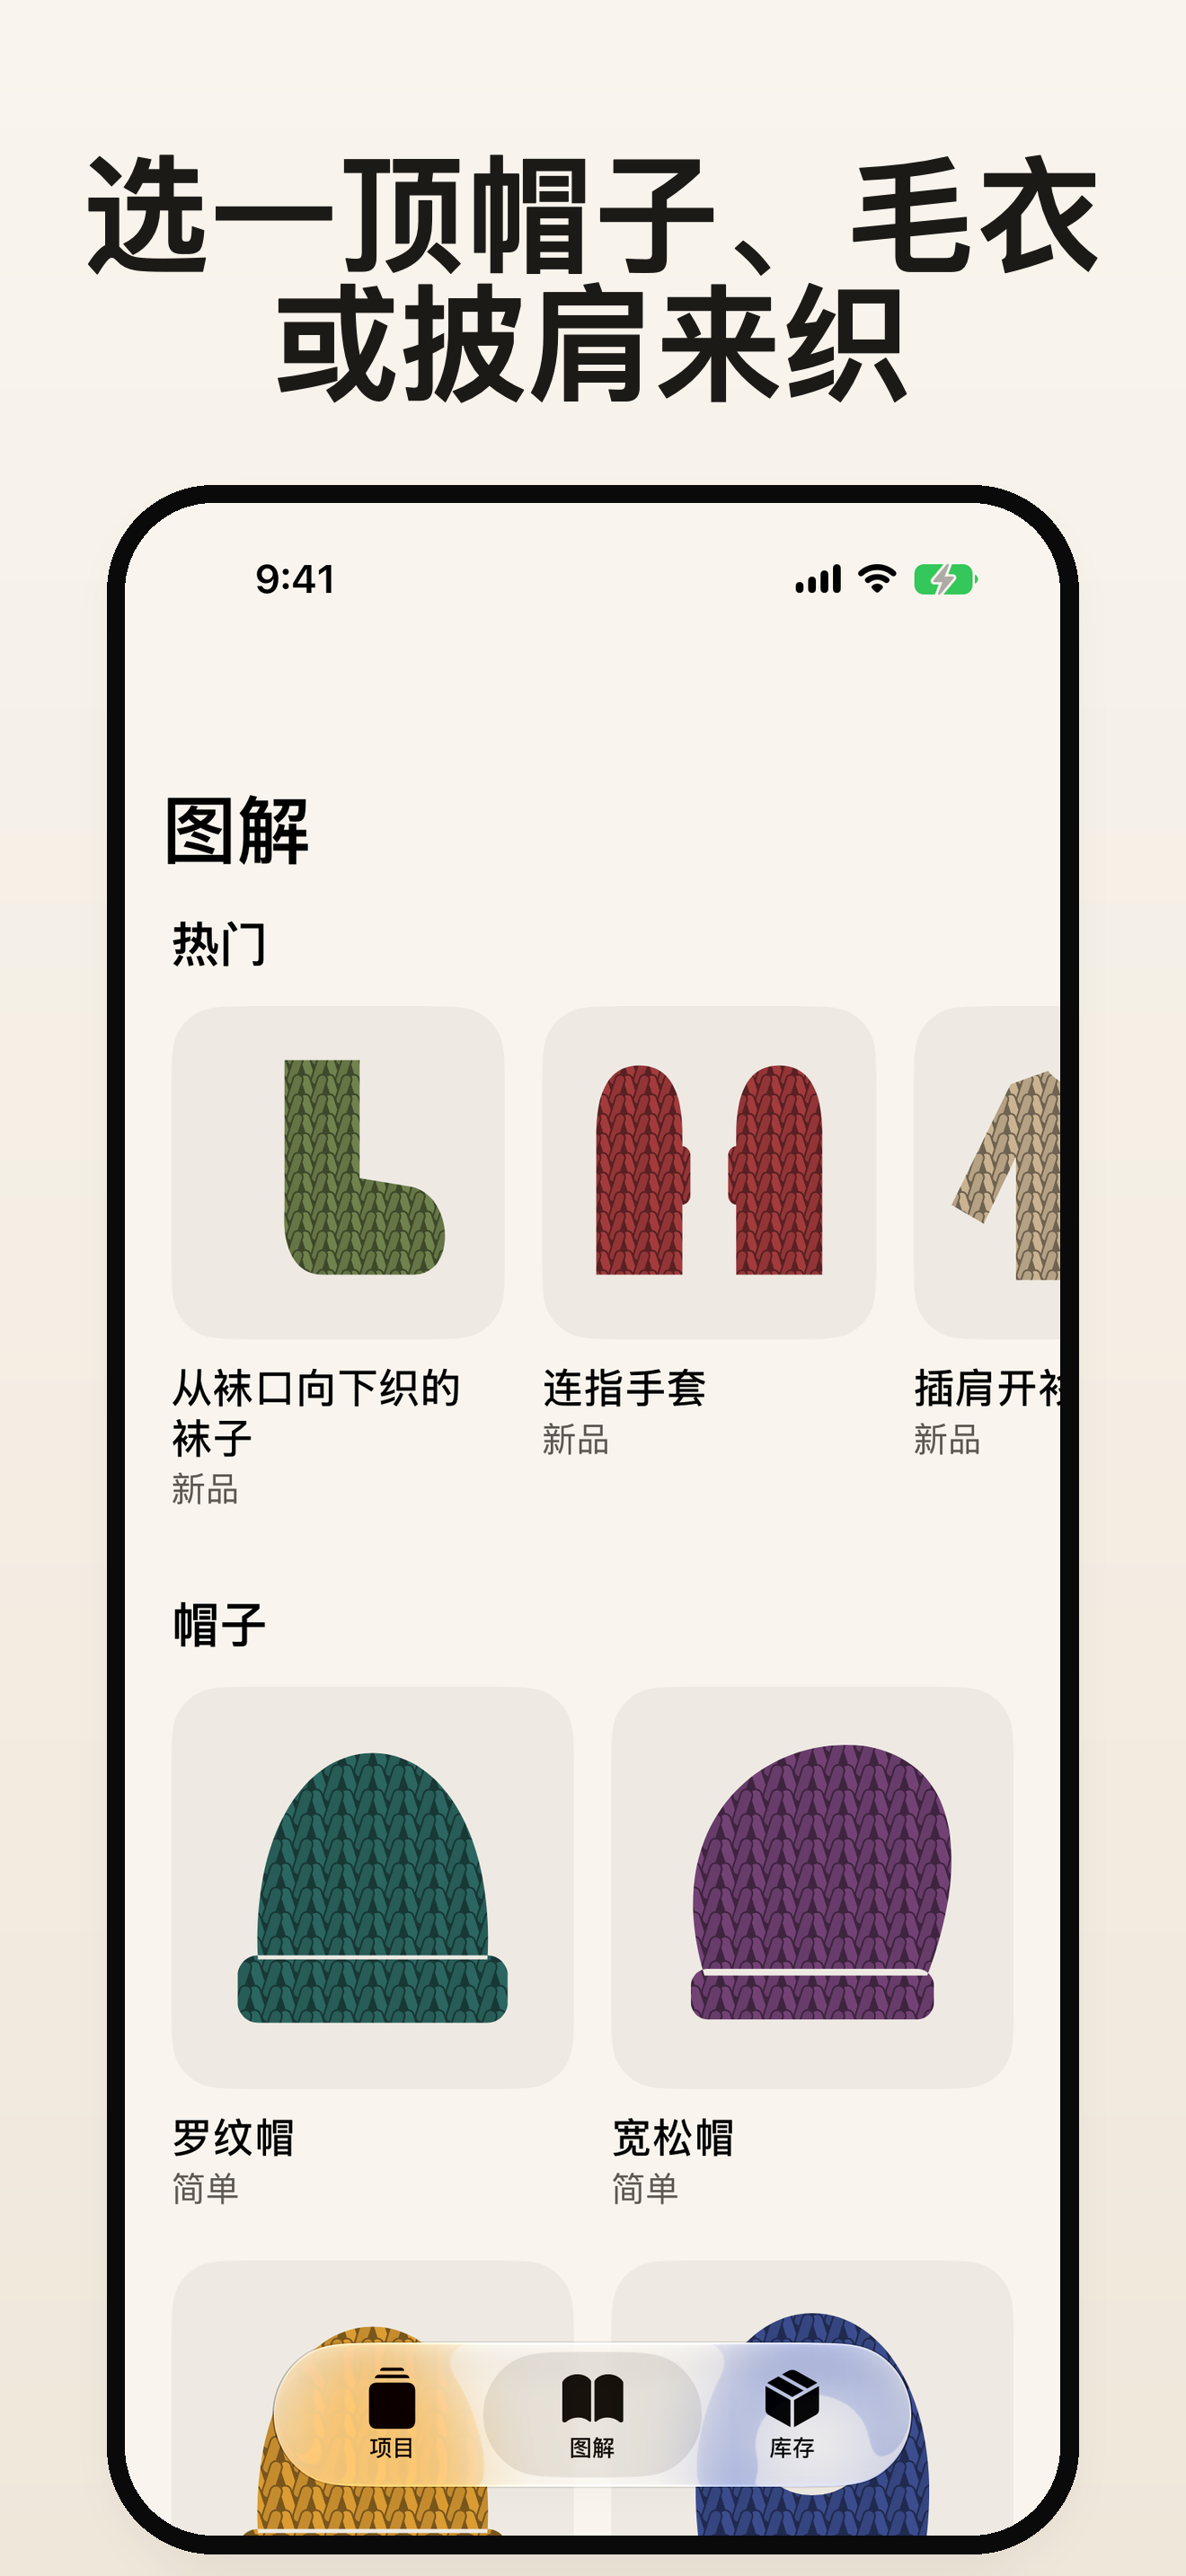 选一顶帽子、毛衣
或披肩来织
9:41
图解
热门
从袜口向下织的
袜子
新品
连指手套
新品
插肩开衫
新品
帽子
罗纹帽
简单
宽松帽
简单
项目
图解
库存